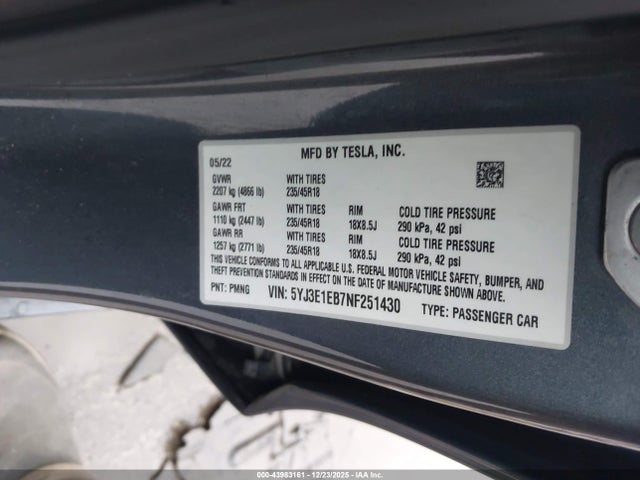 05/22 MFD BY TESLA, INC.
GVWR WITH TIRES
2207 kg (4866 lb) 235/45R18
GAWR FRT WITH TIRES RIM COLD TIRE PRESSURE
1110 kg (2447 lb) 235/45R18 18X8.5J 290 kPa, 42 psi
GAWR RR WITH TIRES RIM COLD TIRE PRESSURE
1257 kg (2771 lb) 235/45R18 18X8.5J 290 kPa, 42 psi
THIS VEHICLE CONFORMS TO ALL APPLICABLE U.S. FEDERAL MOTOR VEHICLE SAFETY, BUMPER, AND
THEFT PREVENTION STANDARDS IN EFFECT ON THE DATE OF MANUFACTURE SHOWN ABOVE.
PNT: PMNG VIN: 5YJ3E1EB7NF251430 TYPE: PASSENGER CAR
000-43983161 - 12/23/2025 - IAA, Inc.